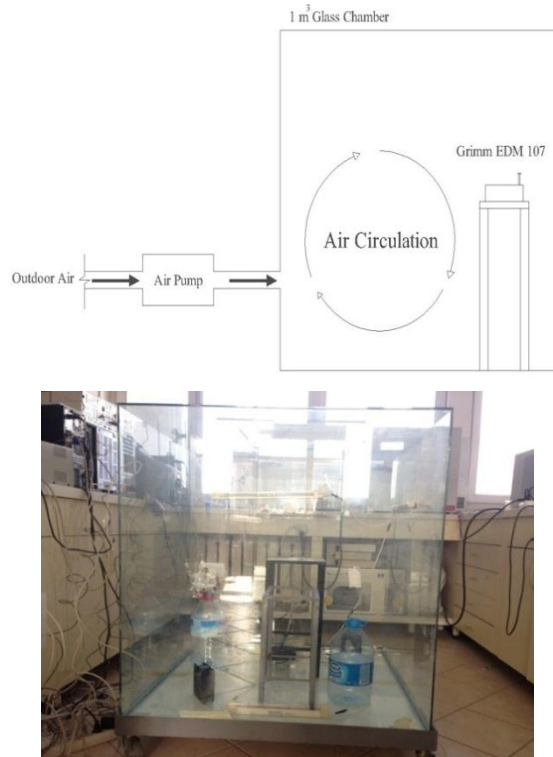 1 m³ Glass Chamber
Grimm EDM 107
Air Circulation
Outdoor Air
Air Pump